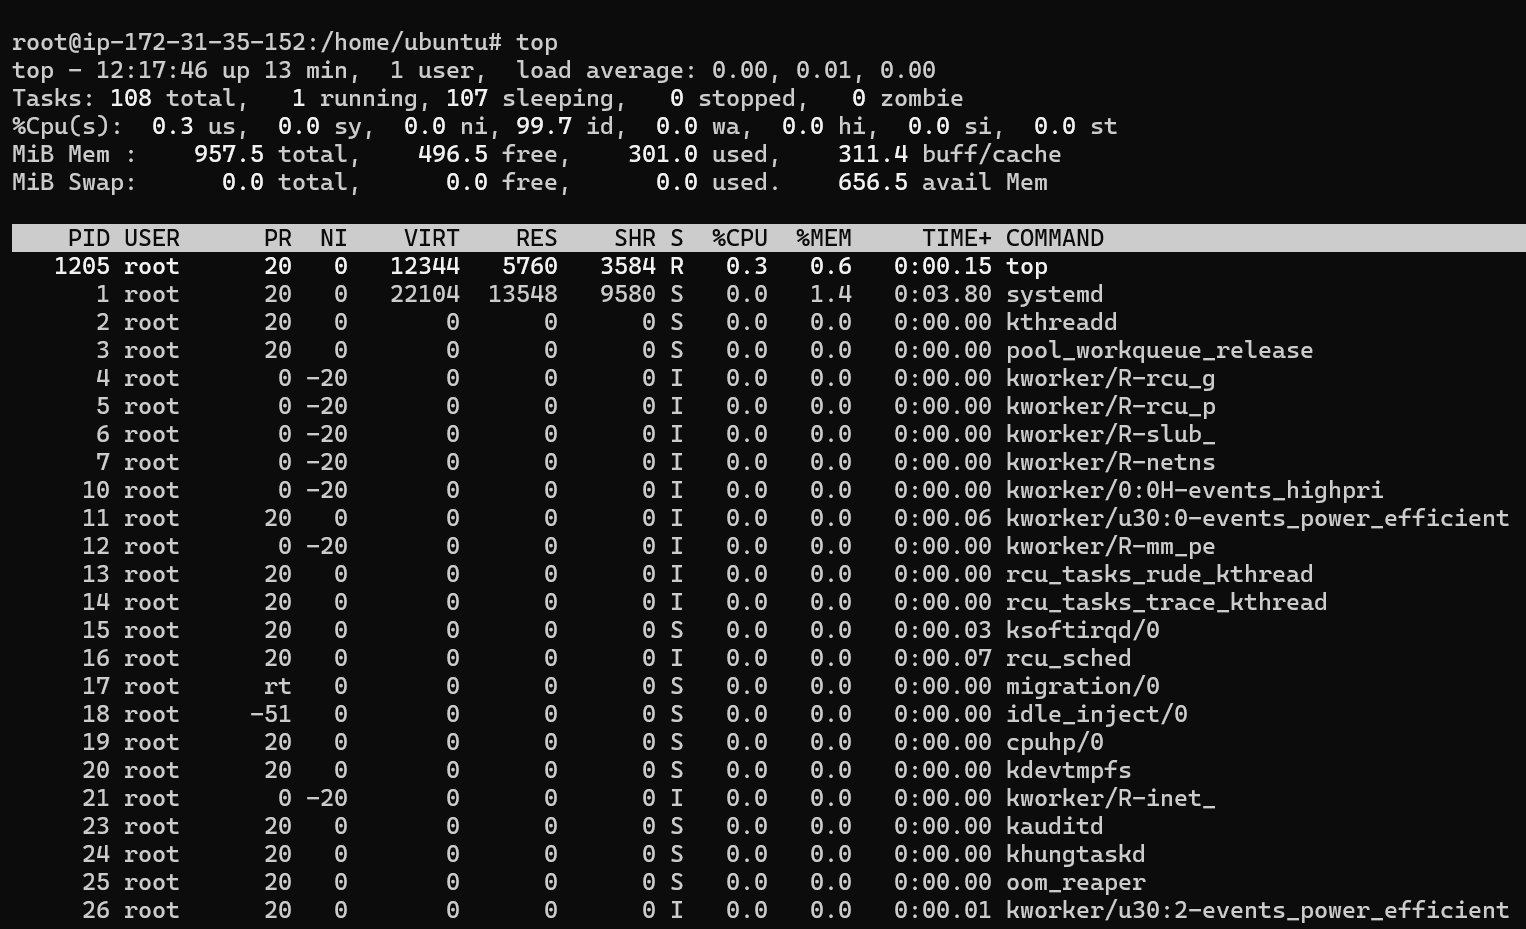 root@ip-172-31-35-152:/home/ubuntu# top
top - 12:17:46 up 13 min,  1 user,  load average: 0.00, 0.01, 0.00
Tasks: 108 total,   1 running, 107 sleeping,   0 stopped,   0 zombie
%Cpu(s):  0.3 us,  0.0 sy,  0.0 ni, 99.7 id,  0.0 wa,  0.0 hi,  0.0 si,  0.0 st
MiB Mem :    957.5 total,    496.5 free,    301.0 used,    311.4 buff/cache
MiB Swap:      0.0 total,      0.0 free,      0.0 used.    656.5 avail Mem
    PID USER      PR  NI    VIRT    RES    SHR S  %CPU  %MEM     TIME+ COMMAND
   1205 root      20   0   12344   5760   3584 R   0.3   0.6   0:00.15 top
      1 root      20   0   22104  13548   9580 S   0.0   1.4   0:03.80 systemd
      2 root      20   0       0      0      0 S   0.0   0.0   0:00.00 kthreadd
      3 root      20   0       0      0      0 S   0.0   0.0   0:00.00 pool_workqueue_release
      4 root       0 -20       0      0      0 I   0.0   0.0   0:00.00 kworker/R-rcu_g
      5 root       0 -20       0      0      0 I   0.0   0.0   0:00.00 kworker/R-rcu_p
      6 root       0 -20       0      0      0 I   0.0   0.0   0:00.00 kworker/R-slub_
      7 root       0 -20       0      0      0 I   0.0   0.0   0:00.00 kworker/R-netns
     10 root       0 -20       0      0      0 I   0.0   0.0   0:00.00 kworker/0:0H-events_highpri
     11 root      20   0       0      0      0 I   0.0   0.0   0:00.06 kworker/u30:0-events_power_efficient
     12 root       0 -20       0      0      0 I   0.0   0.0   0:00.00 kworker/R-mm_pe
     13 root      20   0       0      0      0 I   0.0   0.0   0:00.00 rcu_tasks_rude_kthread
     14 root      20   0       0      0      0 I   0.0   0.0   0:00.00 rcu_tasks_trace_kthread
     15 root      20   0       0      0      0 S   0.0   0.0   0:00.03 ksoftirqd/0
     16 root      20   0       0      0      0 I   0.0   0.0   0:00.07 rcu_sched
     17 root      rt   0       0      0      0 S   0.0   0.0   0:00.00 migration/0
     18 root     -51   0       0      0      0 S   0.0   0.0   0:00.00 idle_inject/0
     19 root      20   0       0      0      0 S   0.0   0.0   0:00.00 cpuhp/0
     20 root      20   0       0      0      0 S   0.0   0.0   0:00.00 kdevtmpfs
     21 root       0 -20       0      0      0 I   0.0   0.0   0:00.00 kworker/R-inet_
     23 root      20   0       0      0      0 S   0.0   0.0   0:00.00 kauditd
     24 root      20   0       0      0      0 S   0.0   0.0   0:00.00 khungtaskd
     25 root      20   0       0      0      0 S   0.0   0.0   0:00.00 oom_reaper
     26 root      20   0       0      0      0 I   0.0   0.0   0:00.01 kworker/u30:2-events_power_efficient